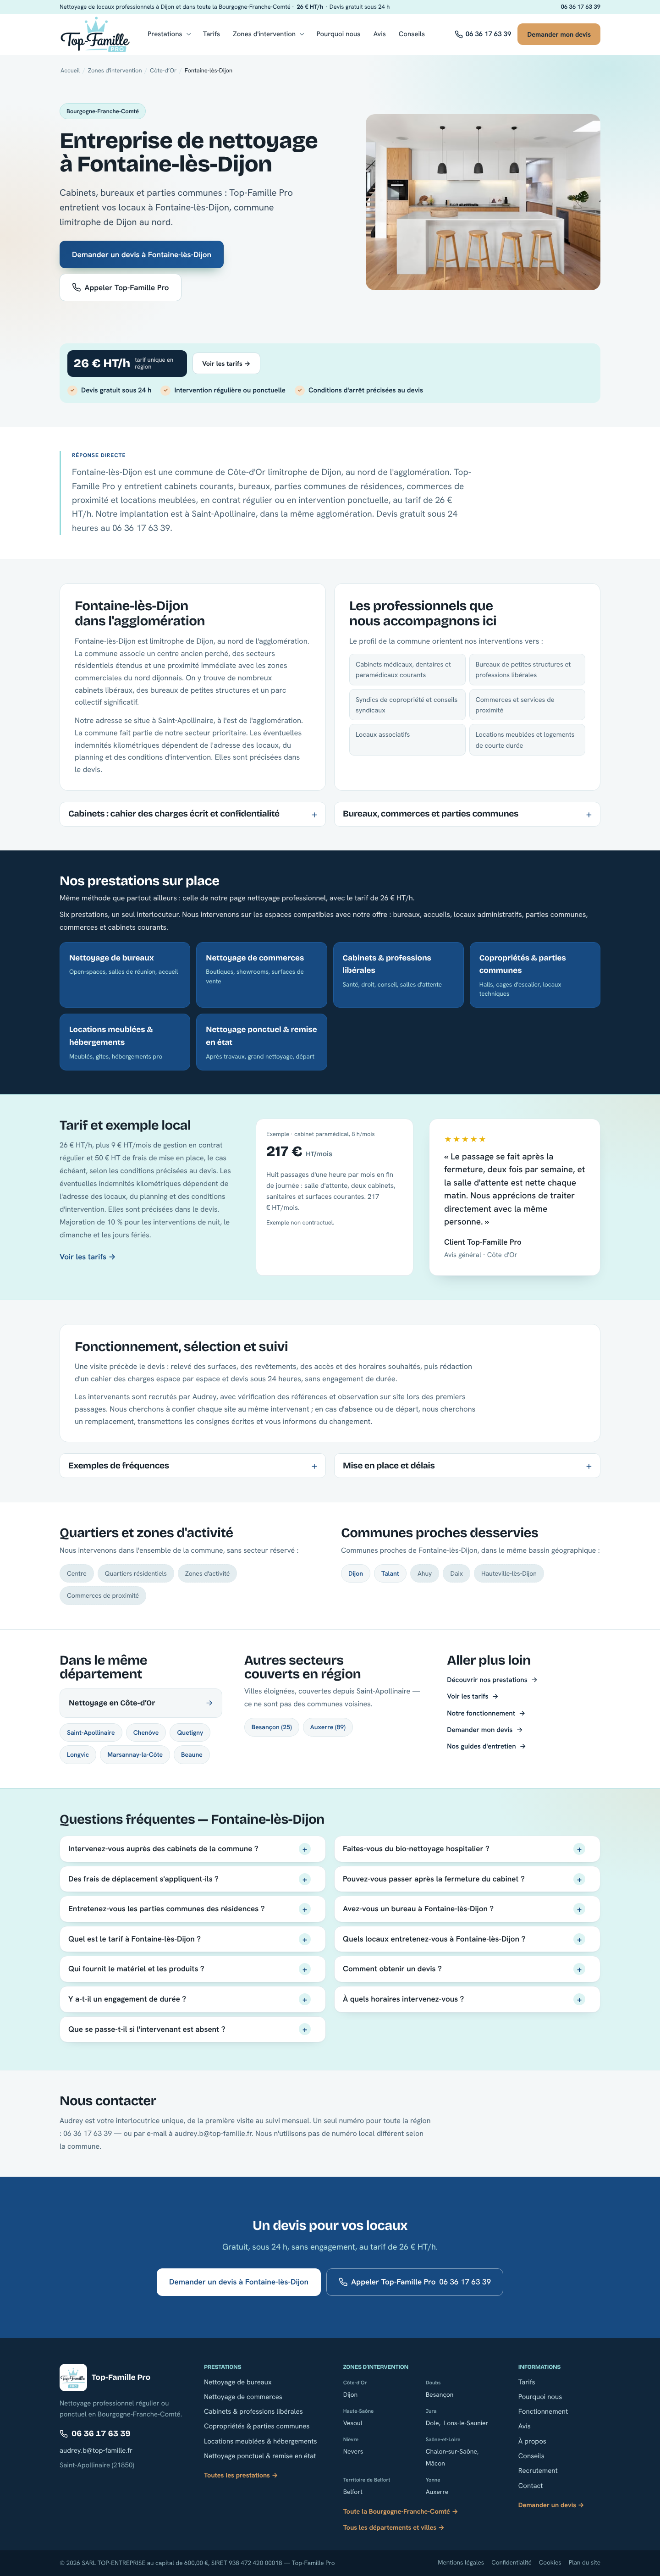 Nettoyage de locaux professionnels à Dijon et dans toute la Bourgogne-Franche-Comté · 26 € HT/h · Devis gratuit sous 24 h
06 36 17 63 39
Top-Famille
PRO
Prestations
Tarifs
Zones d'intervention
Pourquoi nous
Avis
Conseils
06 36 17 63 39
Demander mon devis
Accueil / Zones d'intervention / Côte-d'Or / Fontaine-lès-Dijon
Bourgogne-Franche-Comté
Entreprise de nettoyage
à Fontaine-lès-Dijon
Cabinets, bureaux et parties communes : Top-Famille Pro
entretient vos locaux à Fontaine-lès-Dijon, commune
limitrophe de Dijon au nord.
Demander un devis à Fontaine-lès-Dijon
Appeler Top-Famille Pro
26 € HT/h
tarif unique en
région
Voir les tarifs →
Devis gratuit sous 24 h
Intervention régulière ou ponctuelle
Conditions d'arrêt précisées au devis
RÉPONSE DIRECTE
Fontaine-lès-Dijon est une commune de Côte-d'Or limitrophe de Dijon, au nord de l'agglomération. Top-
Famille Pro y entretient cabinets courants, bureaux, parties communes de résidences, commerces de
proximité et locations meublées, en contrat régulier ou en intervention ponctuelle, au tarif de 26 €
HT/h. Notre implantation est à Saint-Apollinaire, dans la même agglomération. Devis gratuit sous 24
heures au 06 36 17 63 39.
Fontaine-lès-Dijon
dans l'agglomération
Fontaine-lès-Dijon est limitrophe de Dijon, au nord de l'agglomération.
La commune associe un centre ancien perché, des secteurs
résidentiels étendus et une proximité immédiate avec les zones
commerciales du nord dijonnais. On y trouve de nombreux
cabinets libéraux, des bureaux de petites structures et un parc
collectif significatif.
Notre adresse se situe à Saint-Apollinaire, à l'est de l'agglomération.
La commune fait partie de notre secteur prioritaire. Les éventuelles
indemnités kilométriques dépendent de l'adresse des locaux, du
planning et des conditions d'intervention. Elles sont précisées dans
le devis.
Les professionnels que
nous accompagnons ici
Le profil de la commune orientent nos interventions vers :
Cabinets médicaux, dentaires et
paramédicaux courants
Bureaux de petites structures et
professions libérales
Syndics de copropriété et conseils
syndicaux
Commerces et services de
proximité
Locaux associatifs
Locations meublées et logements
de courte durée
Cabinets : cahier des charges écrit et confidentialité +
Bureaux, commerces et parties communes +
Nos prestations sur place
Même méthode que partout ailleurs : celle de notre page nettoyage professionnel, avec le tarif de 26 € HT/h.
Six prestations, un seul interlocuteur. Nous intervenons sur les espaces compatibles avec notre offre : bureaux, accueils, locaux administratifs, parties communes,
commerces et cabinets courants.
Nettoyage de bureaux
Open-spaces, salles de réunion, accueil
Nettoyage de commerces
Boutiques, showrooms, surfaces de
vente
Cabinets & professions
libérales
Santé, droit, conseil, salles d'attente
Copropriétés & parties
communes
Halls, cages d'escalier, locaux
techniques
Locations meublées &
hébergements
Meublés, gîtes, hébergements pro
Nettoyage ponctuel & remise
en état
Après travaux, grand nettoyage, départ
Tarif et exemple local
26 € HT/h, plus 9 € HT/mois de gestion en contrat
régulier et 50 € HT de frais de mise en place, le cas
échéant, selon les conditions précisées au devis. Les
éventuelles indemnités kilométriques dépendent de
l'adresse des locaux, du planning et des conditions
d'intervention. Elles sont précisées dans le devis.
Majoration de 10 % pour les interventions de nuit, le
dimanche et les jours fériés.
Voir les tarifs →
Exemple · cabinet paramédical, 8 h/mois
217 € HT/mois
Huit passages d'une heure par mois en fin
de journée : salle d'attente, deux cabinets,
sanitaires et surfaces courantes. 217
€ HT/mois.
Exemple non contractuel.
★★★★★
« Le passage se fait après la
fermeture, deux fois par semaine, et
la salle d'attente est nette chaque
matin. Nous apprécions de traiter
directement avec la même
personne. »
Client Top-Famille Pro
Avis général · Côte-d'Or
Fonctionnement, sélection et suivi
Une visite précède le devis : relevé des surfaces, des revêtements, des accès et des horaires souhaités, puis rédaction
d'un cahier des charges espace par espace et devis sous 24 heures, sans engagement de durée.
Les intervenants sont recrutés par Audrey, avec vérification des références et observation sur site lors des premiers
passages. Nous cherchons à confier chaque site au même intervenant ; en cas d'absence ou de départ, nous cherchons
un remplacement, transmettons les consignes écrites et vous informons du changement.
Exemples de fréquences +
Mise en place et délais +
Quartiers et zones d'activité
Nous intervenons dans l'ensemble de la commune, sans secteur réservé :
Centre
Quartiers résidentiels
Zones d'activité
Commerces de proximité
Communes proches desservies
Communes proches de Fontaine-lès-Dijon, dans le même bassin géographique :
Dijon
Talant
Ahuy
Daix
Hauteville-lès-Dijon
Dans le même
département
Nettoyage en Côte-d'Or →
Saint-Apollinaire
Chenôve
Quetigny
Longvic
Marsannay-la-Côte
Beaune
Autres secteurs
couverts en région
Villes éloignées, couvertes depuis Saint-Apollinaire —
ce ne sont pas des communes voisines.
Besançon (25)
Auxerre (89)
Aller plus loin
Découvrir nos prestations →
Voir les tarifs →
Notre fonctionnement →
Demander mon devis →
Nos guides d'entretien →
Questions fréquentes — Fontaine-lès-Dijon
Intervenez-vous auprès des cabinets de la commune ? +
Faites-vous du bio-nettoyage hospitalier ? +
Des frais de déplacement s'appliquent-ils ? +
Pouvez-vous passer après la fermeture du cabinet ? +
Entretenez-vous les parties communes des résidences ? +
Avez-vous un bureau à Fontaine-lès-Dijon ? +
Quel est le tarif à Fontaine-lès-Dijon ? +
Quels locaux entretenez-vous à Fontaine-lès-Dijon ? +
Qui fournit le matériel et les produits ? +
Comment obtenir un devis ? +
Y a-t-il un engagement de durée ? +
À quels horaires intervenez-vous ? +
Que se passe-t-il si l'intervenant est absent ? +
Nous contacter
Audrey est votre interlocutrice unique, de la première visite au suivi mensuel. Un seul numéro pour toute la région
: 06 36 17 63 39 — ou par e-mail à audrey.b@top-famille.fr. Nous n'utilisons pas de numéro local différent selon
la commune.
Un devis pour vos locaux
Gratuit, sous 24 h, sans engagement, au tarif de 26 € HT/h.
Demander un devis à Fontaine-lès-Dijon
Appeler Top-Famille Pro 06 36 17 63 39
Top-Famille Pro
Nettoyage professionnel régulier ou
ponctuel en Bourgogne-Franche-Comté.
06 36 17 63 39
audrey.b@top-famille.fr
Saint-Apollinaire (21850)
PRESTATIONS
Nettoyage de bureaux
Nettoyage de commerces
Cabinets & professions libérales
Copropriétés & parties communes
Locations meublées & hébergements
Nettoyage ponctuel & remise en état
Toutes les prestations →
ZONES D'INTERVENTION
Côte-d'Or
Dijon
Doubs
Besançon
Haute-Saône
Vesoul
Jura
Dole, Lons-le-Saunier
Nièvre
Nevers
Saône-et-Loire
Chalon-sur-Saône,
Mâcon
Territoire de Belfort
Belfort
Yonne
Auxerre
Toute la Bourgogne-Franche-Comté →
Tous les départements et villes →
INFORMATIONS
Tarifs
Pourquoi nous
Fonctionnement
Avis
À propos
Conseils
Recrutement
Contact
Demander un devis →
© 2026 SARL TOP-ENTREPRISE au capital de 600,00 €, SIRET 938 472 420 00018 — Top-Famille Pro
Mentions légales
Confidentialité
Cookies
Plan du site